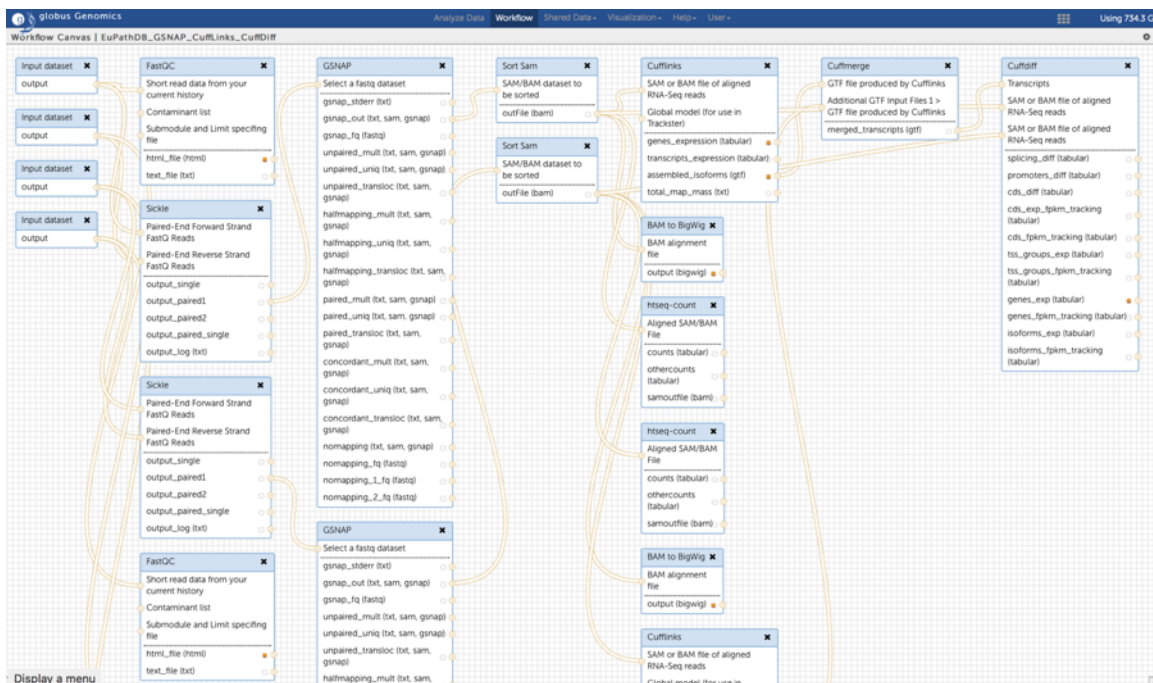 globus Genomics
Analyze Data Workflow Shared Data Visualization Help User
Using 734.3 G
Workflow Canvas | EuPathDB_GSNAP_CuffLinks_CuffDiff
Input dataset
output
Input dataset
output
Input dataset
output
Input dataset
output
FastQC
Short read data from your
current history
Contaminant list
Submodule and Limit specifing
file
html_file (html)
text_file (txt)
Sickle
Paired-End Forward Strand
FastQ Reads
Paired-End Reverse Strand
FastQ Reads
output_single
output_paired1
output_paired2
output_paired_single
output_log (txt)
Sickle
Paired-End Forward Strand
FastQ Reads
Paired-End Reverse Strand
FastQ Reads
output_single
output_paired1
output_paired2
output_paired_single
output_log (txt)
FastQC
Short read data from your
current history
Contaminant list
Submodule and Limit specifing
file
html_file (html)
text_file (txt)
GSNAP
Select a fastq dataset
gsnap_stderr (txt)
gsnap_out (txt, sam, gsnap)
gsnap_fq (fastq)
unpaired_mult (txt, sam, gsnap)
unpaired_uniq (txt, sam, gsnap)
unpaired_transloc (txt, sam,
gsnap)
halfmapping_mult (txt, sam,
gsnap)
halfmapping_uniq (txt, sam,
gsnap)
halfmapping_transloc (txt, sam,
gsnap)
paired_mult (txt, sam, gsnap)
paired_uniq (txt, sam, gsnap)
paired_transloc (txt, sam,
gsnap)
concordant_mult (txt, sam,
gsnap)
concordant_uniq (txt, sam,
gsnap)
concordant_transloc (txt, sam,
gsnap)
nomapping (txt, sam, gsnap)
nomapping_fq (fastq)
nomapping_1_fq (fastq)
nomapping_2_fq (fastq)
GSNAP
Select a fastq dataset
gsnap_stderr (txt)
gsnap_out (txt, sam, gsnap)
gsnap_fq (fastq)
unpaired_mult (txt, sam, gsnap)
unpaired_uniq (txt, sam, gsnap)
unpaired_transloc (txt, sam,
gsnap)
halfmapping_mult (txt, sam,
Sort Sam
SAM/BAM dataset to
be sorted
outFile (bam)
Sort Sam
SAM/BAM dataset to
be sorted
outFile (bam)
Cufflinks
SAM or BAM file of aligned
RNA-Seq reads
Global model (for use in
Trackster)
genes_expression (tabular)
transcripts_expression (tabular)
assembled_isoforms (gtf)
total_map_mass (txt)
BAM to BigWig
BAM alignment
file
output (bigwig)
htseq-count
Aligned SAM/BAM
File
counts (tabular)
othercounts
(tabular)
samoutfile (bam)
htseq-count
Aligned SAM/BAM
File
counts (tabular)
othercounts
(tabular)
samoutfile (bam)
BAM to BigWig
BAM alignment
file
output (bigwig)
Cufflinks
SAM or BAM file of aligned
RNA-Seq reads
Global model (for use in
Cuffmerge
GTF file produced by Cufflinks
Additional GTF Input Files 1 >
GTF file produced by Cufflinks
merged_transcripts (gtf)
Cuffdiff
Transcripts
SAM or BAM file of aligned
RNA-Seq reads
SAM or BAM file of aligned
RNA-Seq reads
splicing_diff (tabular)
promoters_diff (tabular)
cds_diff (tabular)
cds_exp_fpkm_tracking
(tabular)
cds_fpkm_tracking (tabular)
tss_groups_exp (tabular)
tss_groups_fpkm_tracking
(tabular)
genes_exp (tabular)
genes_fpkm_tracking (tabular)
isoforms_exp (tabular)
isoforms_fpkm_tracking
(tabular)
Display a menu